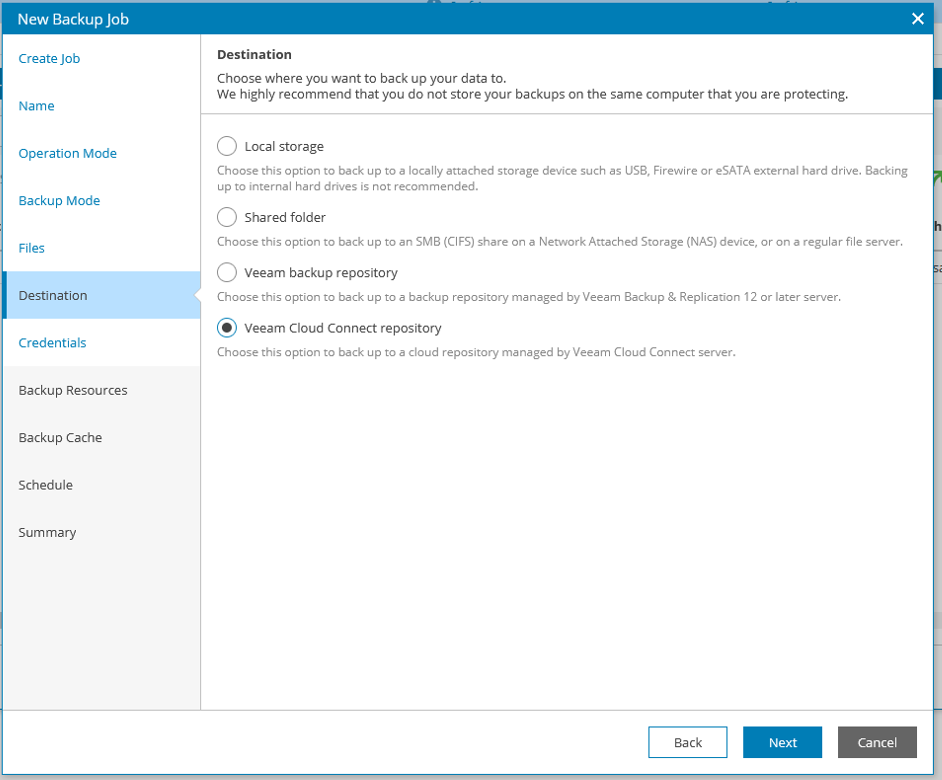 New Backup Job
Create Job
Name
Operation Mode
Backup Mode
Files
Destination
Credentials
Backup Resources
Backup Cache
Schedule
Summary
Destination
Choose where you want to back up your data to.
We highly recommend that you do not store your backups on the same computer that you are protecting.
Local storage
Choose this option to back up to a locally attached storage device such as USB, Firewire or eSATA external hard drive. Backing
up to internal hard drives is not recommended.
Shared folder
Choose this option to back up to an SMB (CIFS) share on a Network Attached Storage (NAS) device, or on a regular file server.
Veeam backup repository
Choose this option to back up to a backup repository managed by Veeam Backup & Replication 12 or later server.
Veeam Cloud Connect repository
Choose this option to back up to a cloud repository managed by Veeam Cloud Connect server.
Back
Next
Cancel